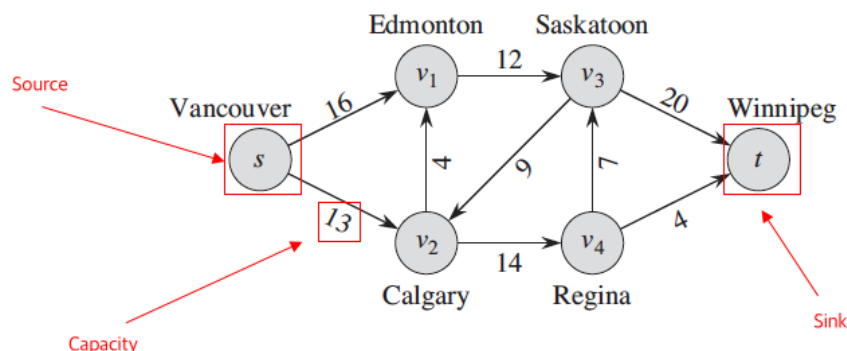 Edmonton
Saskatoon
Source
v1
12
v3
Vancouver
16
20
Winnipeg
s
4
9
7
t
13
v2
14
v4
4
Calgary
Regina
Sink
Capacity